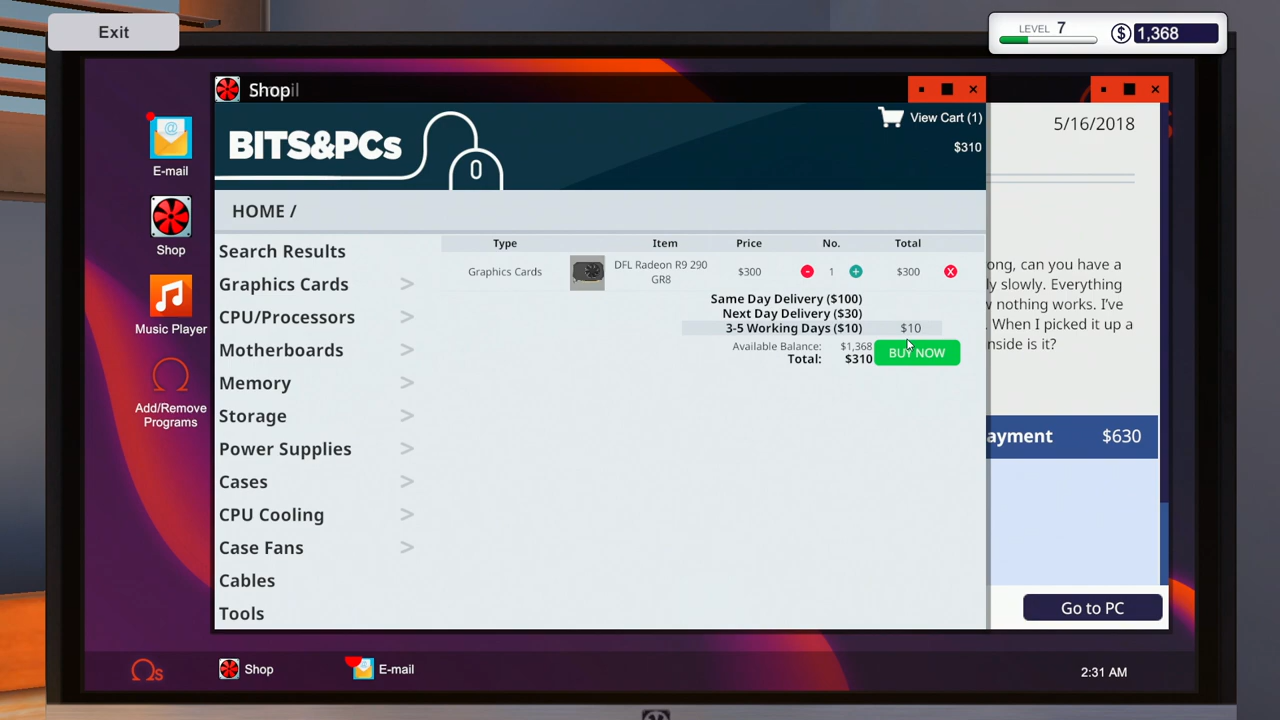 Exit
LEVEL 7
$ 1,368
Shop
BITS&PCs
View Cart (1)
$310
HOME /
E-mail
Shop
Music Player
Add/Remove
Programs
Search Results
Graphics Cards >
CPU/Processors >
Motherboards >
Memory >
Storage >
Power Supplies >
Cases >
CPU Cooling >
Case Fans >
Cables
Tools
Type Item Price No. Total
Graphics Cards DFL Radeon R9 290 GR8 $300 - 1 + $300 X
Same Day Delivery ($100)
Next Day Delivery ($30)
3-5 Working Days ($10) $10
Available Balance: $1,368
Total: $310 BUY NOW
5/16/2018
ong, can you have a
ly slowly. Everything
w nothing works. I've
. When I picked it up a
nside is it?
ayment $630
Go to PC
Ωs Shop E-mail 2:31 AM